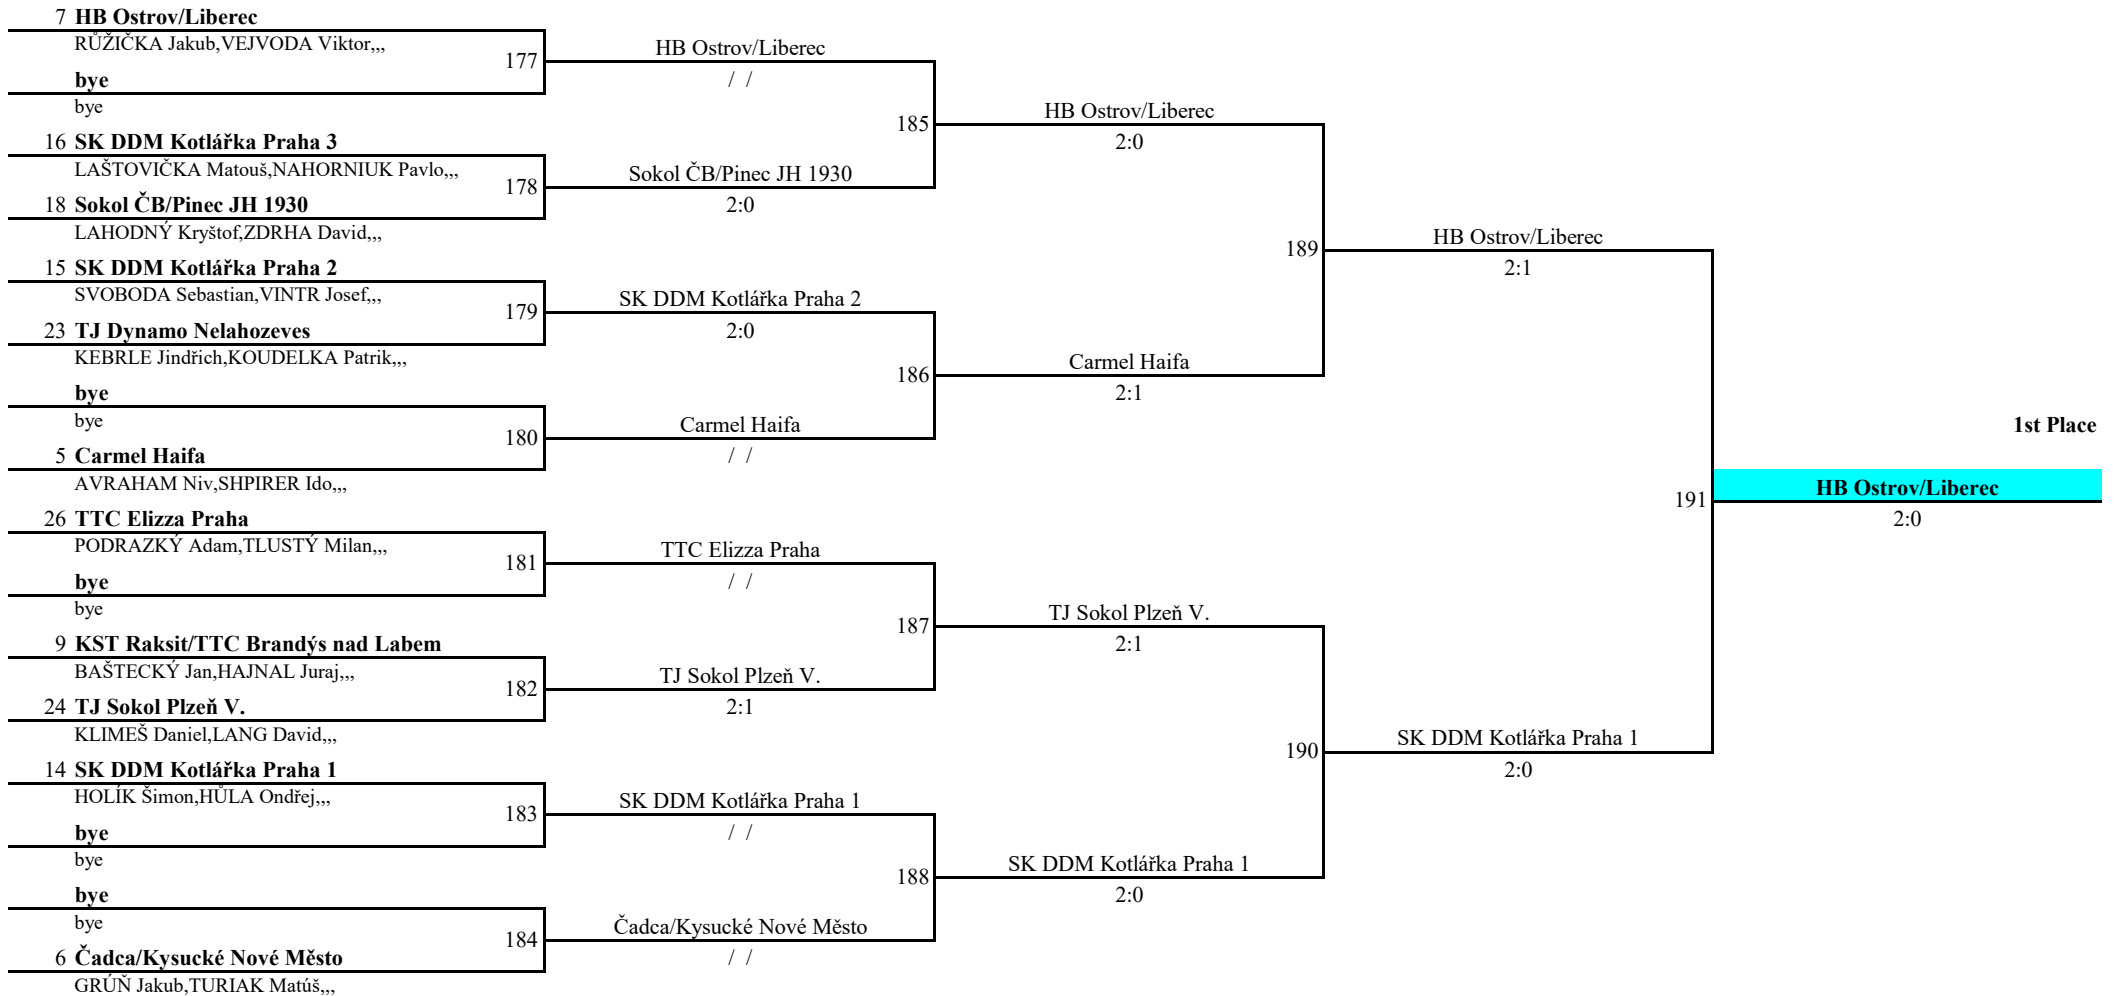 7 HB Ostrov/Liberec
RŮŽIČKA Jakub,VEJVODA Viktor,,,
177
HB Ostrov/Liberec
/ /
bye
bye
185
HB Ostrov/Liberec
2:0
16 SK DDM Kotlářka Praha 3
LAŠTOVIČKA Matouš,NAHORNIUK Pavlo,,,
178
Sokol ČB/Pinec JH 1930
2:0
18 Sokol ČB/Pinec JH 1930
LAHODNÝ Kryštof,ZDRHA David,,,
189
HB Ostrov/Liberec
2:1
15 SK DDM Kotlářka Praha 2
SVOBODA Sebastian,VINTR Josef,,,
179
SK DDM Kotlářka Praha 2
2:0
23 TJ Dynamo Nelahozeves
KEBRLE Jindřich,KOUDELKA Patrik,,,
186
Carmel Haifa
2:1
bye
bye
180
Carmel Haifa
/ /
1st Place
5 Carmel Haifa
AVRAHAM Niv,SHPIRER Ido,,,
191
HB Ostrov/Liberec
2:0
26 TTC Elizza Praha
PODRAZKÝ Adam,TLUSTÝ Milan,,,
181
TTC Elizza Praha
/ /
bye
bye
187
TJ Sokol Plzeň V.
2:1
9 KST Raksit/TTC Brandýs nad Labem
BAŠTECKÝ Jan,HAJNAL Juraj,,,
182
TJ Sokol Plzeň V.
2:1
24 TJ Sokol Plzeň V.
KLIMEŠ Daniel,LANG David,,,
190
SK DDM Kotlářka Praha 1
2:0
14 SK DDM Kotlářka Praha 1
HOLÍK Šimon,HŮLA Ondřej,,,
183
SK DDM Kotlářka Praha 1
/ /
bye
bye
188
SK DDM Kotlářka Praha 1
2:0
bye
bye
184
Čadca/Kysucké Nové Město
/ /
6 Čadca/Kysucké Nové Město
GRÚŇ Jakub,TURIAK Matúš,,,